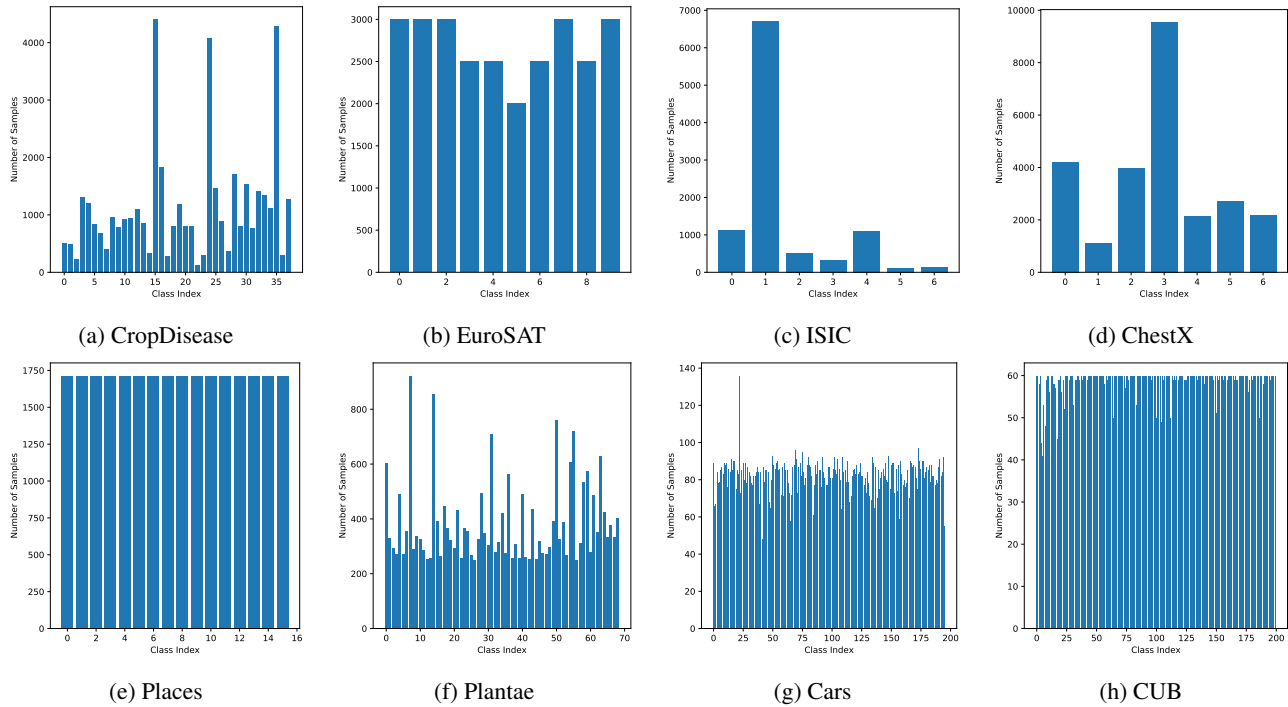 4000
3000
2000
1000
0
Number of Samples
0 5 10 15 20 25 30 35
Class Index
(a) CropDisease
3000
2500
2000
1500
1000
500
0
Number of Samples
0 2 4 6 8
Class Index
(b) EuroSAT
7000
6000
5000
4000
3000
2000
1000
0
Number of Samples
0 1 2 3 4 5 6
Class Index
(c) ISIC
10000
8000
6000
4000
2000
0
Number of Samples
0 1 2 3 4 5 6
Class Index
(d) ChestX
1750
1500
1250
1000
750
500
250
0
Number of Samples
0 2 4 6 8 10 12 14 16
Class Index
(e) Places
800
600
400
200
0
Number of Samples
0 10 20 30 40 50 60 70
Class Index
(f) Plantae
140
120
100
80
60
40
20
0
Number of Samples
0 25 50 75 100 125 150 175 200
Class Index
(g) Cars
60
50
40
30
20
10
0
Number of Samples
0 25 50 75 100 125 150 175 200
Class Index
(h) CUB